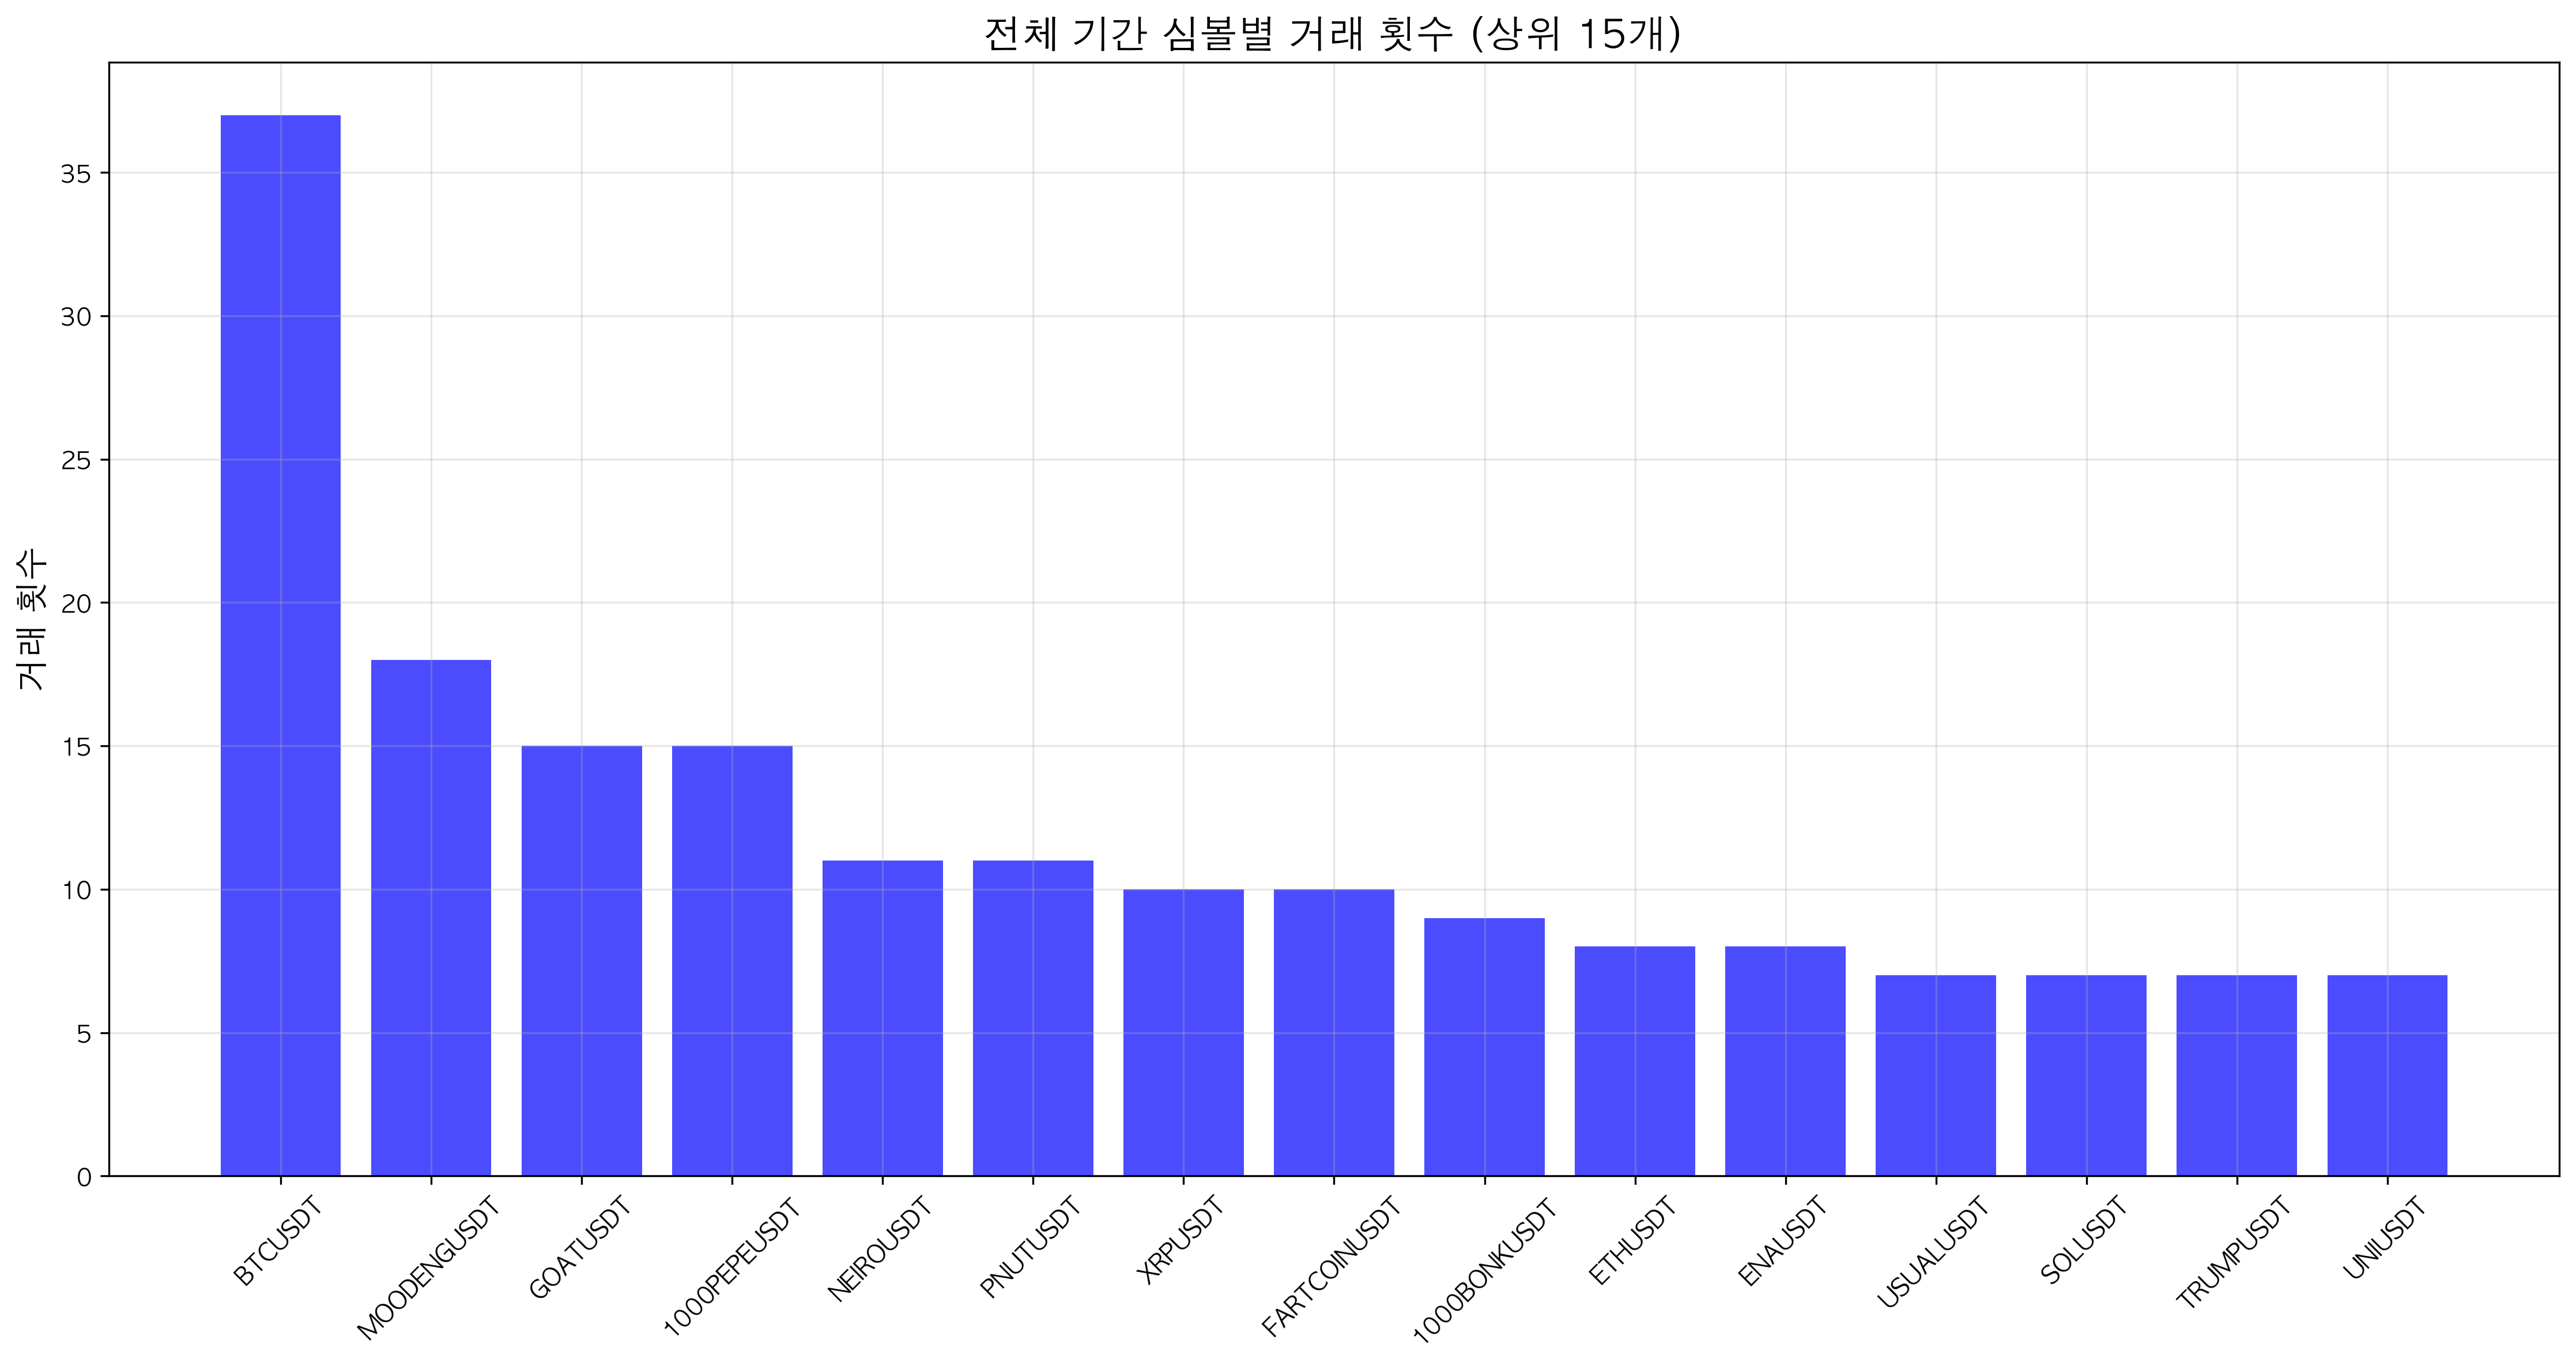 전체 기간 심볼별 거래 횟수 (상위 15개)
거래 횟수
35
30
25
20
15
10
5
0
BTCUSDT
MOODENGUSDT
GOATUSDT
1000PEPEUSDT
NEIROUSDT
PNUTUSDT
XRPUSDT
FARTCOINUSDT
1000BONKUSDT
ETHUSDT
ENAUSDT
USUALUSDT
SOLUSDT
TRUMPUSDT
UNIUSDT